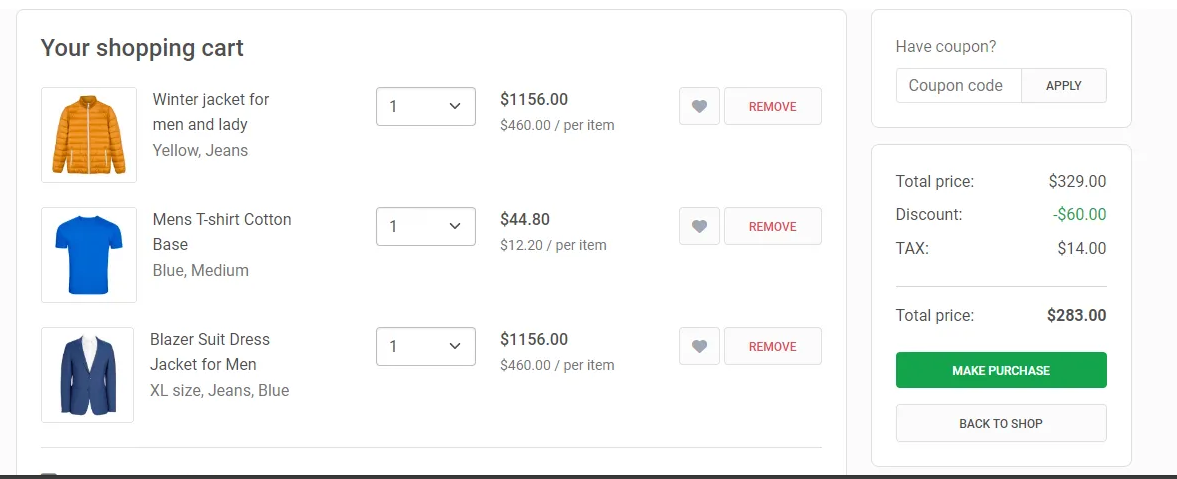 Your shopping cart
Winter jacket for
men and lady
Yellow, Jeans
1
$1156.00
$460.00 / per item
REMOVE
Mens T-shirt Cotton
Base
Blue, Medium
1
$44.80
$12.20 / per item
REMOVE
Blazer Suit Dress
Jacket for Men
XL size, Jeans, Blue
1
$1156.00
$460.00 / per item
REMOVE
Have coupon?
Coupon code
APPLY
Total price: $329.00
Discount: -$60.00
TAX: $14.00
Total price: $283.00
MAKE PURCHASE
BACK TO SHOP